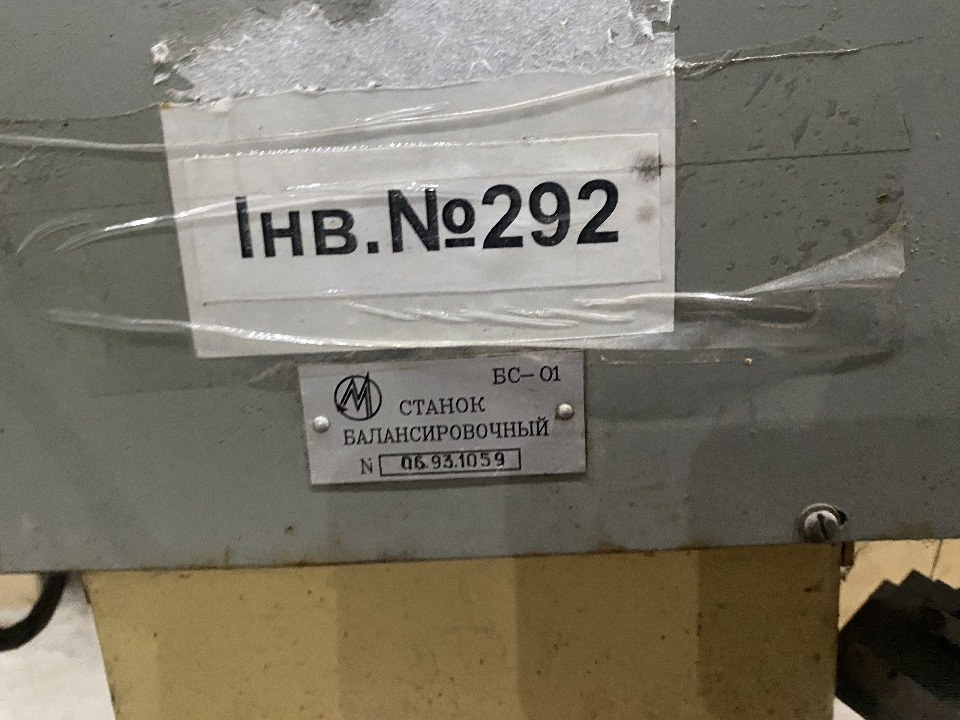 Інв.№292
БС-01
СТАНОК
БАЛАНСИРОВОЧНЫЙ
N 06.93.1059